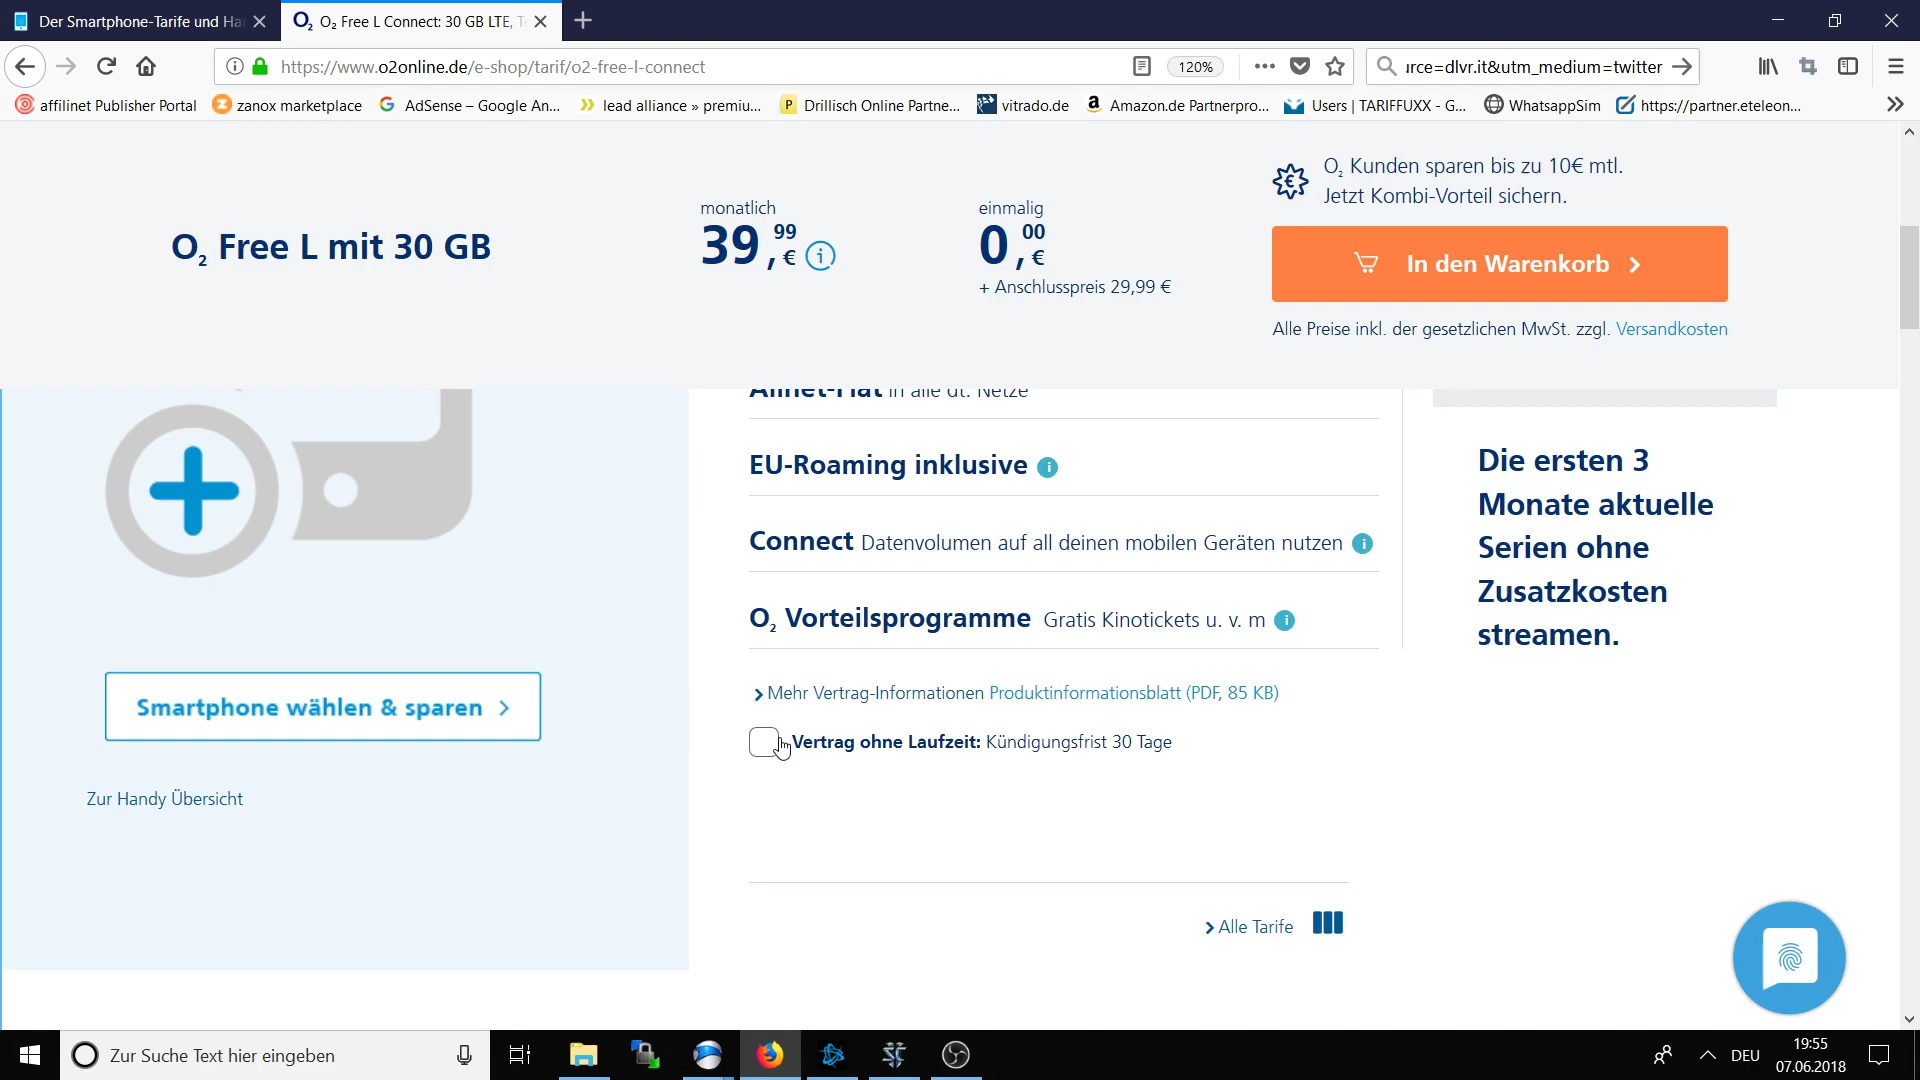 Der Smartphone-Tarife und Ha
O₂ Free L Connect: 30 GB LTE, T
https://www.o2online.de/e-shop/tarif/o2-free-l-connect
120%
ırce=dlvr.it&utm_medium=twitter
affilinet Publisher Portal
zanox marketplace
AdSense – Google An...
lead alliance » premiu...
Drillisch Online Partne...
vitrado.de
Amazon.de Partnerpro...
Users | TARIFFUXX - G...
WhatsappSim
https://partner.eteleon...
O₂ Free L mit 30 GB
monatlich
39,99 €
einmalig
0,00 €
+ Anschlusspreis 29,99 €
O₂ Kunden sparen bis zu 10€ mtl.
Jetzt Kombi-Vorteil sichern.
In den Warenkorb
Alle Preise inkl. der gesetzlichen MwSt. zzgl. Versandkosten
Allnet-Flat in alle dt. Netze
EU-Roaming inklusive
Connect Datenvolumen auf all deinen mobilen Geräten nutzen
O₂ Vorteilsprogramme Gratis Kinotickets u. v. m
Mehr Vertrag-Informationen Produktinformationsblatt (PDF, 85 KB)
Vertrag ohne Laufzeit: Kündigungsfrist 30 Tage
Alle Tarife
Smartphone wählen & sparen
Zur Handy Übersicht
Die ersten 3
Monate aktuelle
Serien ohne
Zusatzkosten
streamen.
Zur Suche Text hier eingeben
DEU
19:55
07.06.2018